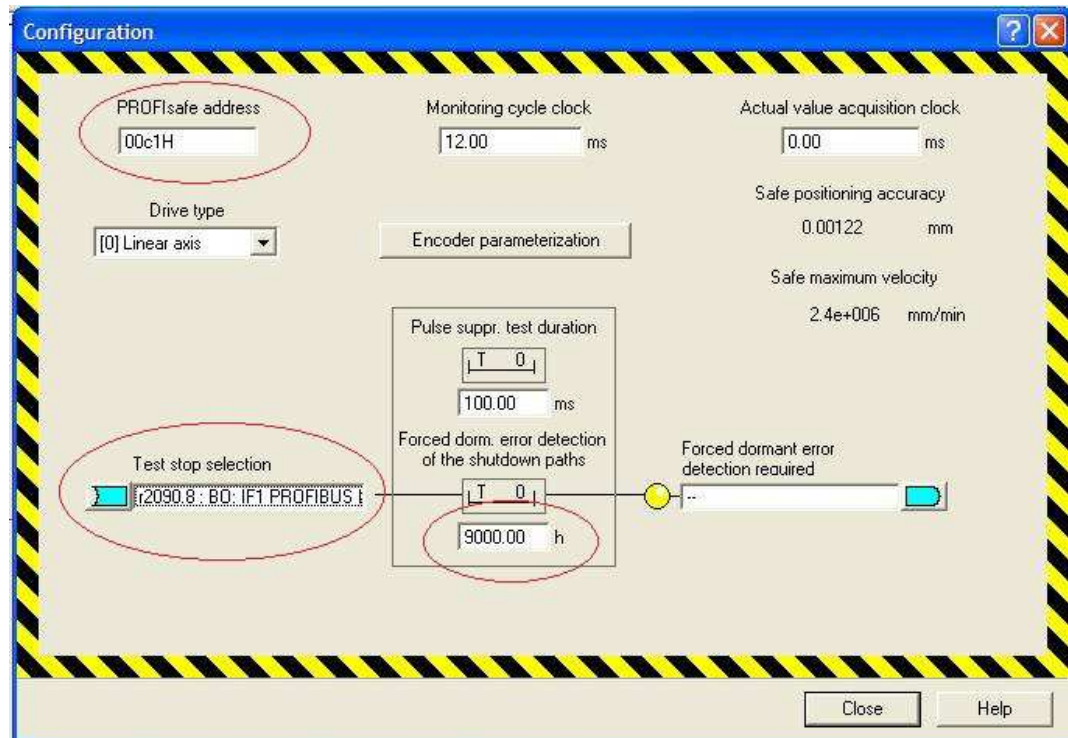 Configuration
PROFIsafe address
00c1H
Monitoring cycle clock
12.00 ms
Actual value acquisition clock
0.00 ms
Drive type
[0] Linear axis
Encoder parameterization
Safe positioning accuracy
0.00122 mm
Safe maximum velocity
2.4e+006 mm/min
Pulse suppr. test duration
T 0
100.00 ms
Forced dorm. error detection
of the shutdown paths
T 0
9000.00 h
Test stop selection
r2090.8 : BO: IF1 PROFIBUS
Forced dormant error
detection required
--
Close
Help